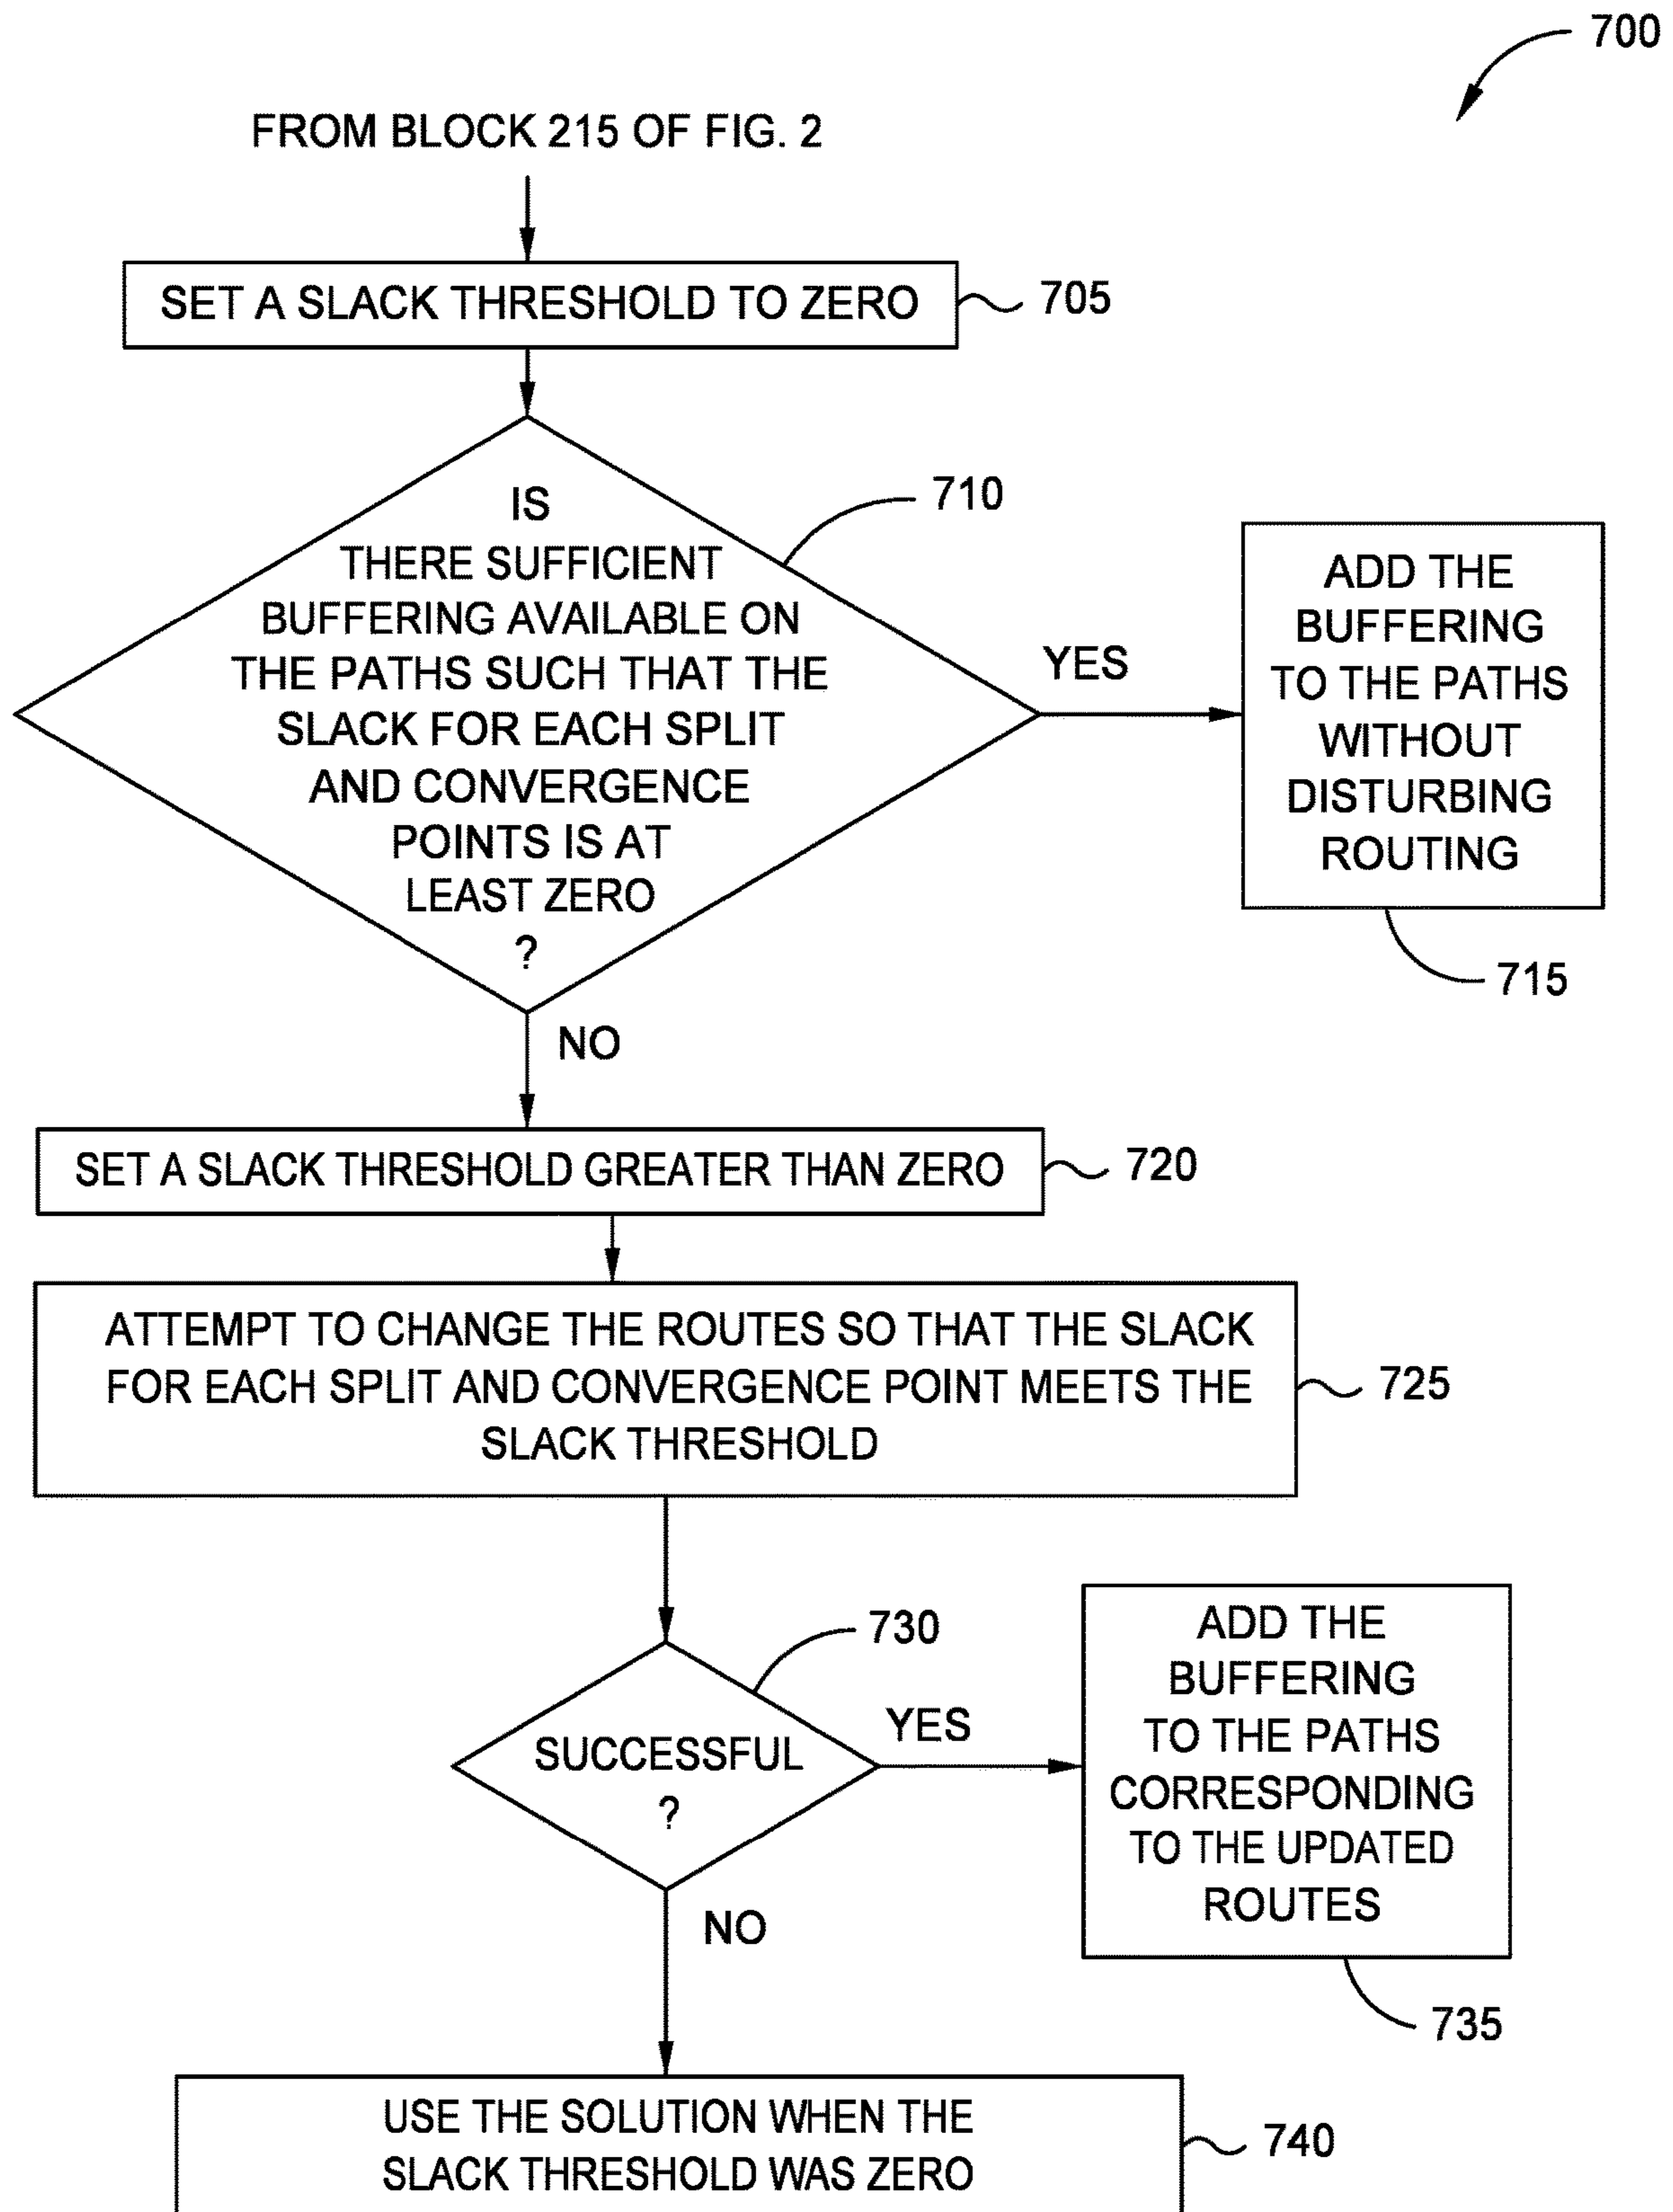 700
FROM BLOCK 215 OF FIG. 2
SET A SLACK THRESHOLD TO ZERO
705
IS
THERE SUFFICIENT
BUFFERING AVAILABLE ON
THE PATHS SUCH THAT THE
SLACK FOR EACH SPLIT
AND CONVERGENCE
POINTS IS AT
LEAST ZERO
?
710
YES
ADD THE
BUFFERING
TO THE PATHS
WITHOUT
DISTURBING
ROUTING
715
NO
SET A SLACK THRESHOLD GREATER THAN ZERO
720
ATTEMPT TO CHANGE THE ROUTES SO THAT THE SLACK
FOR EACH SPLIT AND CONVERGENCE POINT MEETS THE
SLACK THRESHOLD
725
SUCCESSFUL
?
730
YES
ADD THE
BUFFERING
TO THE PATHS
CORRESPONDING
TO THE UPDATED
ROUTES
735
NO
USE THE SOLUTION WHEN THE
SLACK THRESHOLD WAS ZERO
740